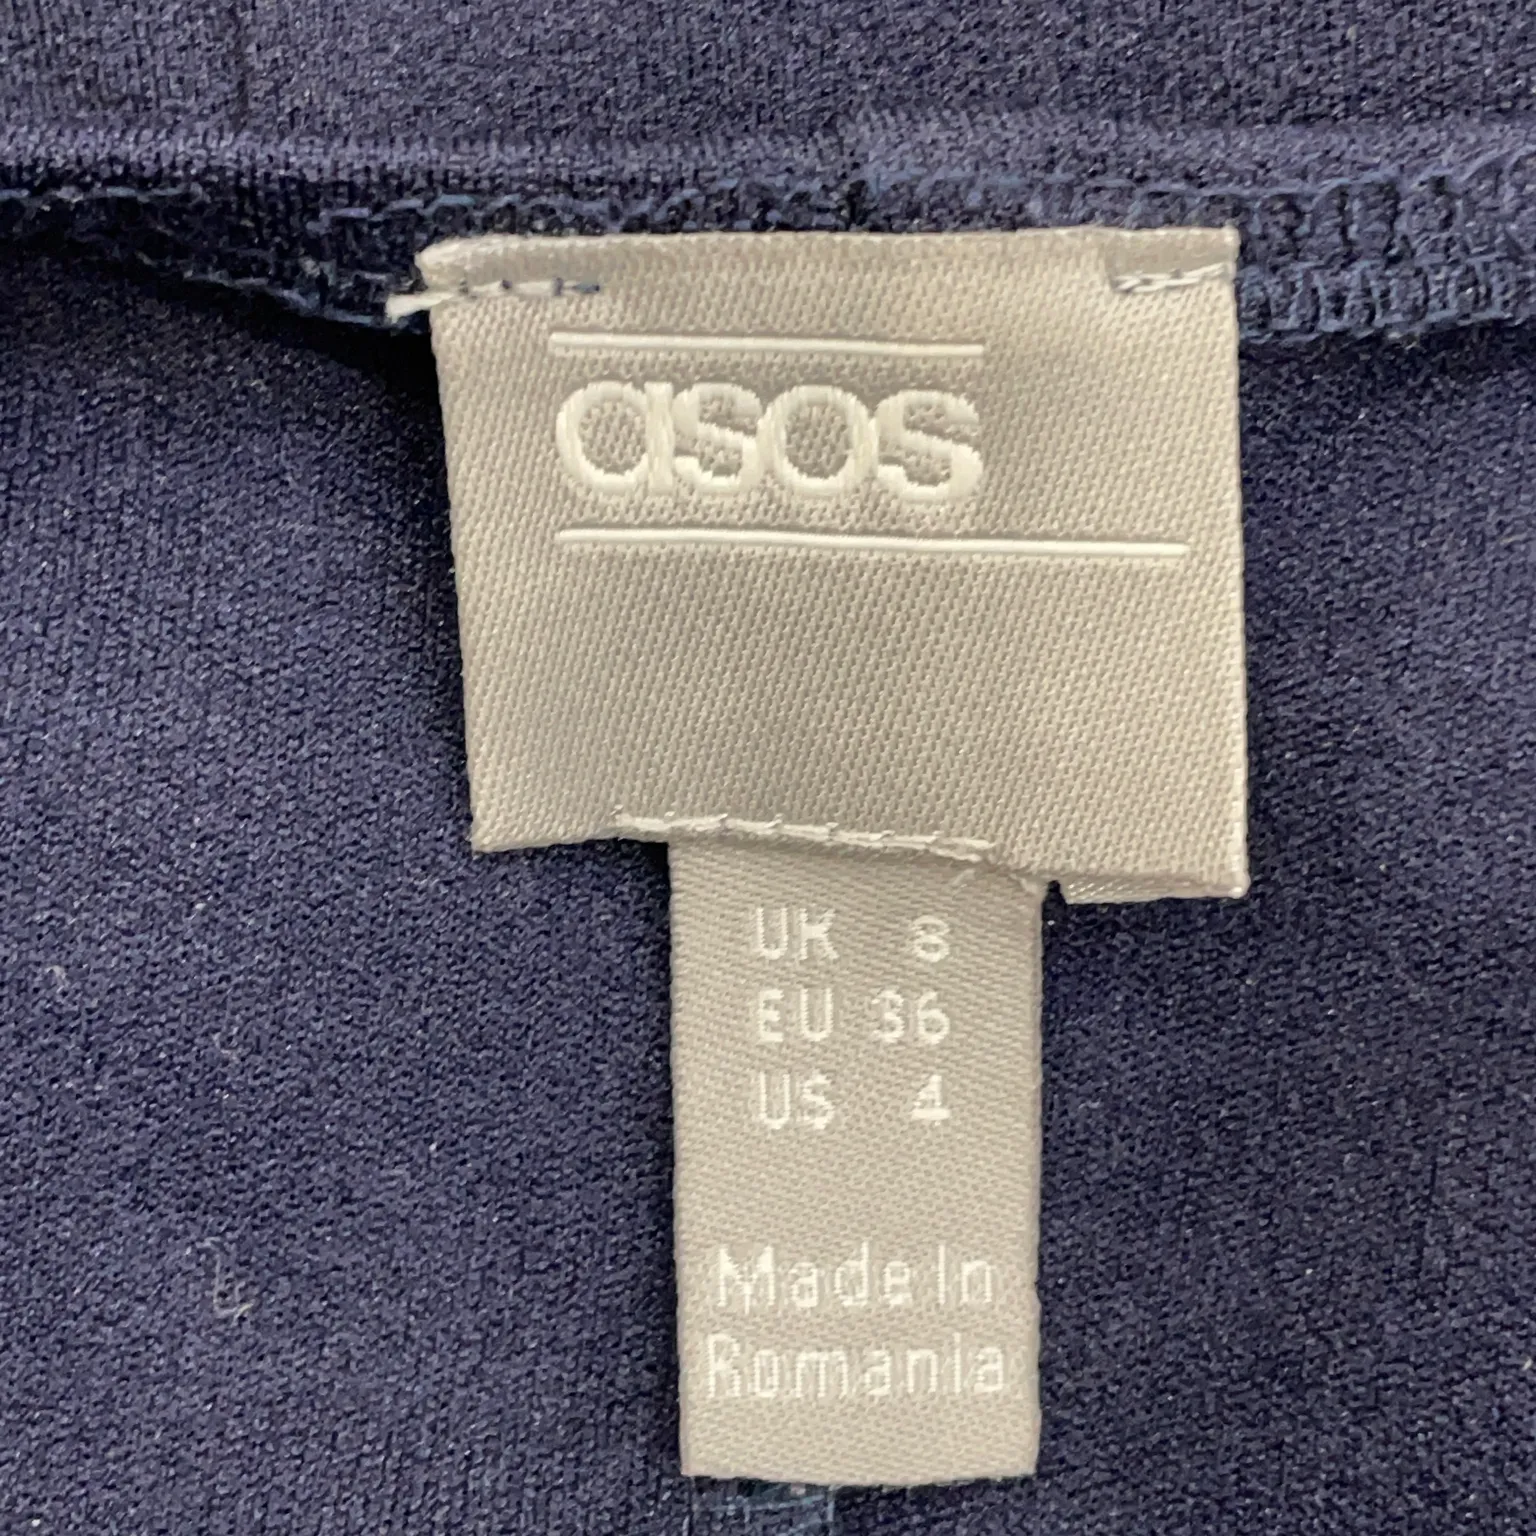 asos
UK 8
EU 36
US 4
Made In
Romania